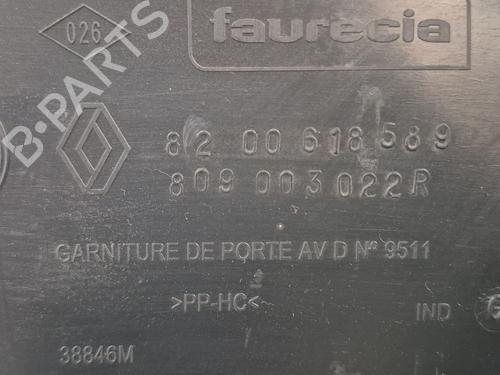 026
faurecia
82 00 618 589
809 003 022R
GARNITURE DE PORTE AV D Nº 9511
>PP-HC<
IND
38846M
B-PARTS